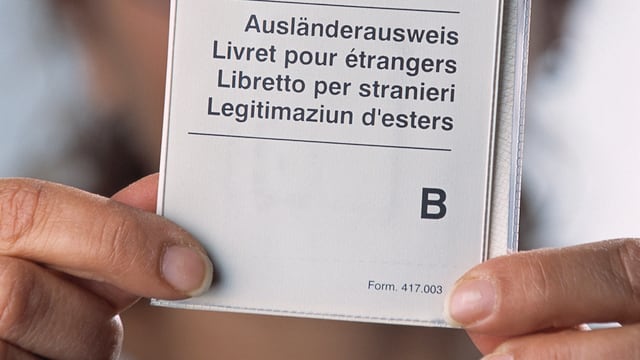 Ausländerausweis
Livret pour étrangers
Libretto per stranieri
Legitimaziun d'esters
B
Form. 417.003